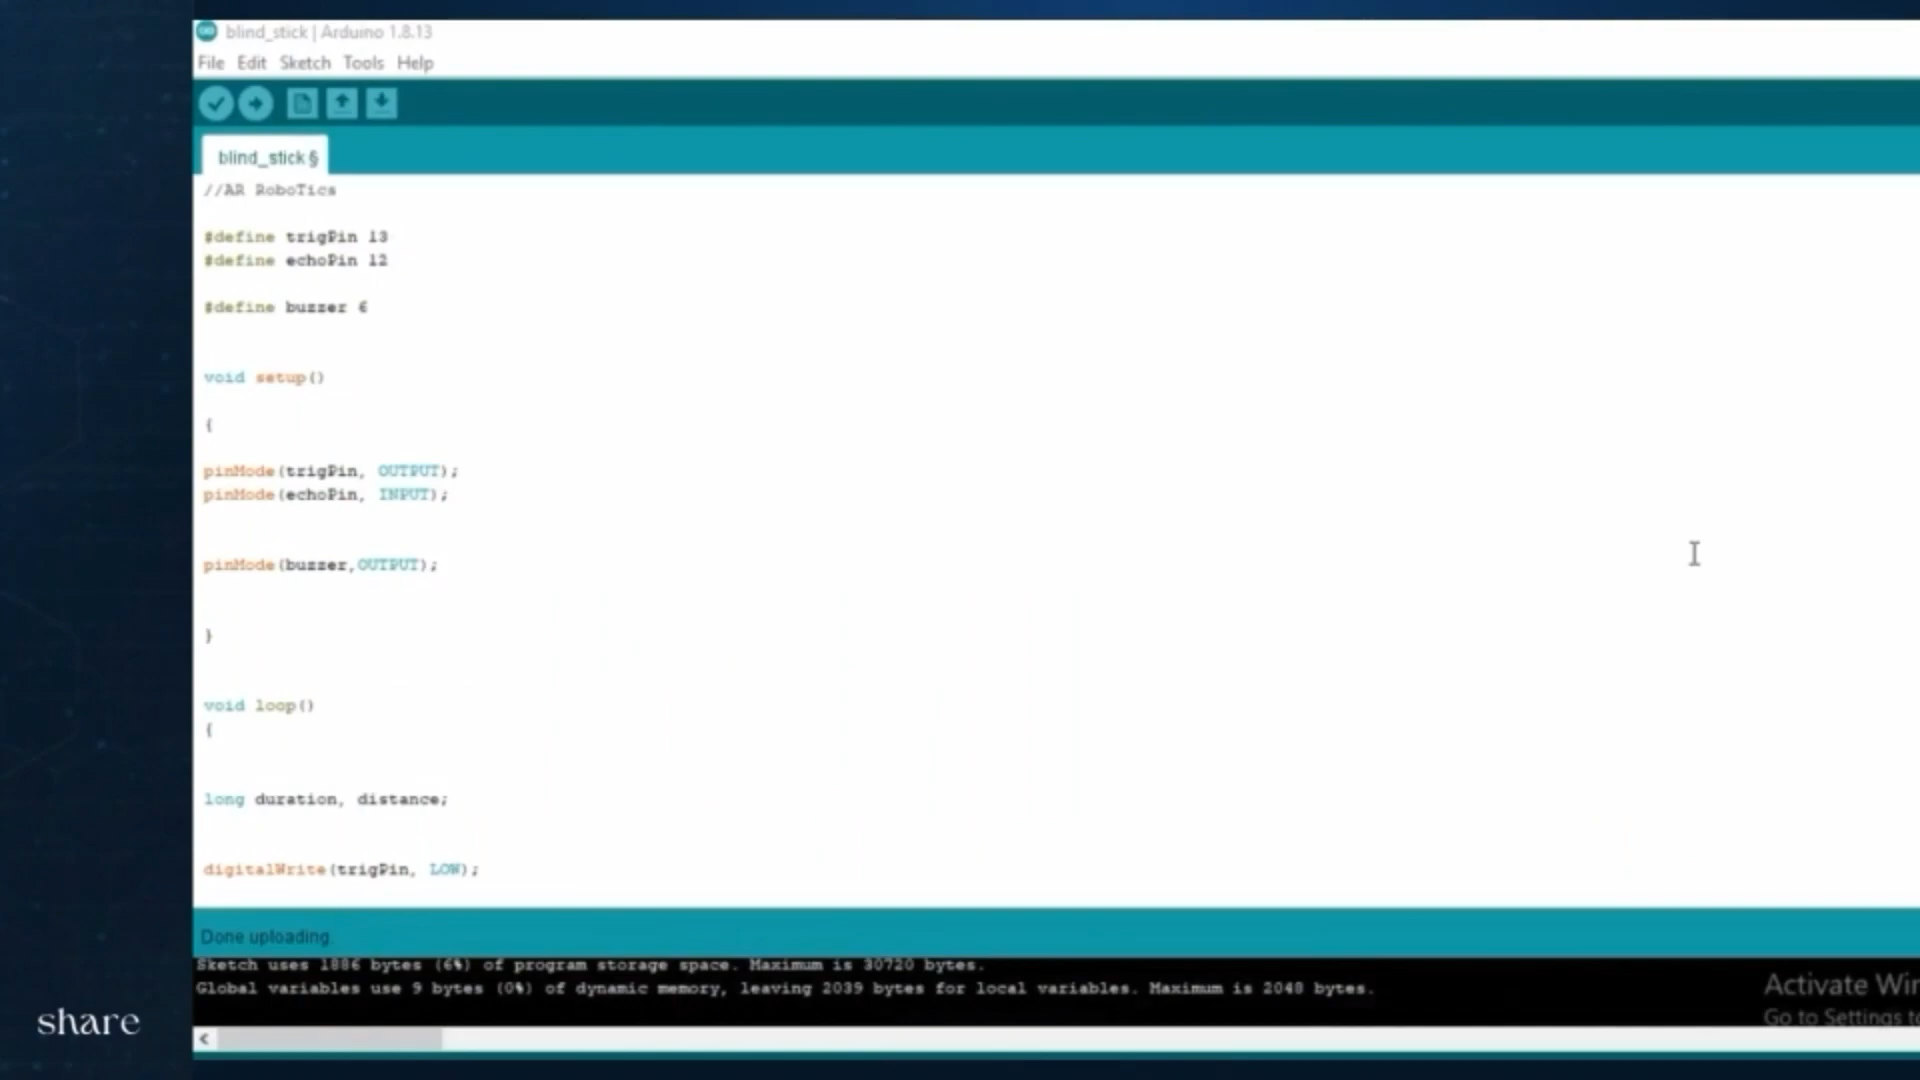 blind_stick | Arduino 1.8.13
File Edit Sketch Tools Help
blind_stick §
//AR RoboTics
#define trigPin 13
#define echoPin 12
#define buzzer 6
void setup()
{
pinMode(trigPin, OUTPUT);
pinMode(echoPin, INPUT);
pinMode(buzzer,OUTPUT);
}
void loop()
{
long duration, distance;
digitalWrite(trigPin, LOW);
Done uploading.
Sketch uses 1886 bytes (6%) of program storage space. Maximum is 30720 bytes.
Global variables use 9 bytes (0%) of dynamic memory, leaving 2039 bytes for local variables. Maximum is 2048 bytes.
Activate Win
Go to Settings to
share